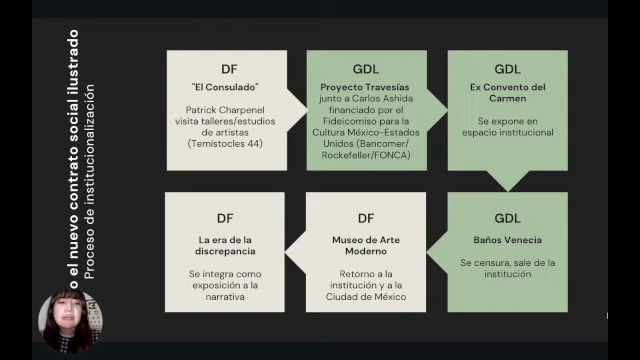 o el nuevo contrato social ilustrado
Proceso de institucionalización
DF
"El Consulado"
Patrick Charpenel
visita talleres/estudios
de artistas
(Temístocles 44)
GDL
Proyecto Travesías
junto a Carlos Ashida
financiado por el
Fideicomiso para la
Cultura México-Estados
Unidos (Bancomer/
Rockefeller/FONCA)
GDL
Ex Convento del
Carmen
Se expone en
espacio institucional
DF
La era de la
discrepancia
Se integra como
exposición a la
narrativa
DF
Museo de Arte
Moderno
Retorno a la
institución y a la
Ciudad de México
GDL
Baños Venecia
Se censura, sale de la
institución